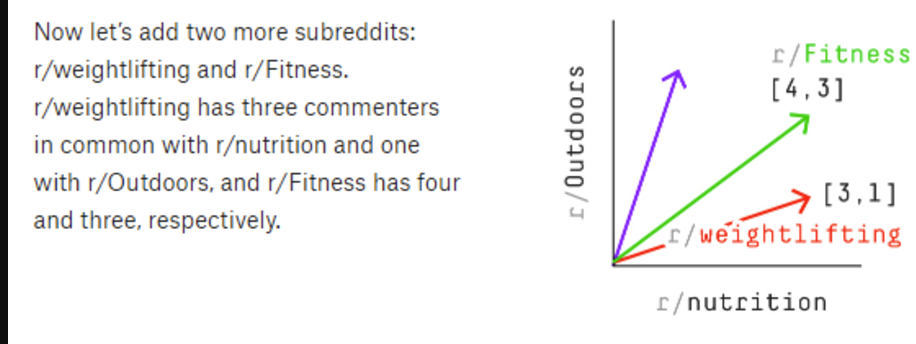 Now let's add two more subreddits:
r/weightlifting and r/Fitness.
r/weightlifting has three commenters
in common with r/nutrition and one
with r/Outdoors, and r/Fitness has four
and three, respectively.
r/Outdoors
r/Fitness
[4,3]
[3,1]
r/weightlifting
r/nutrition